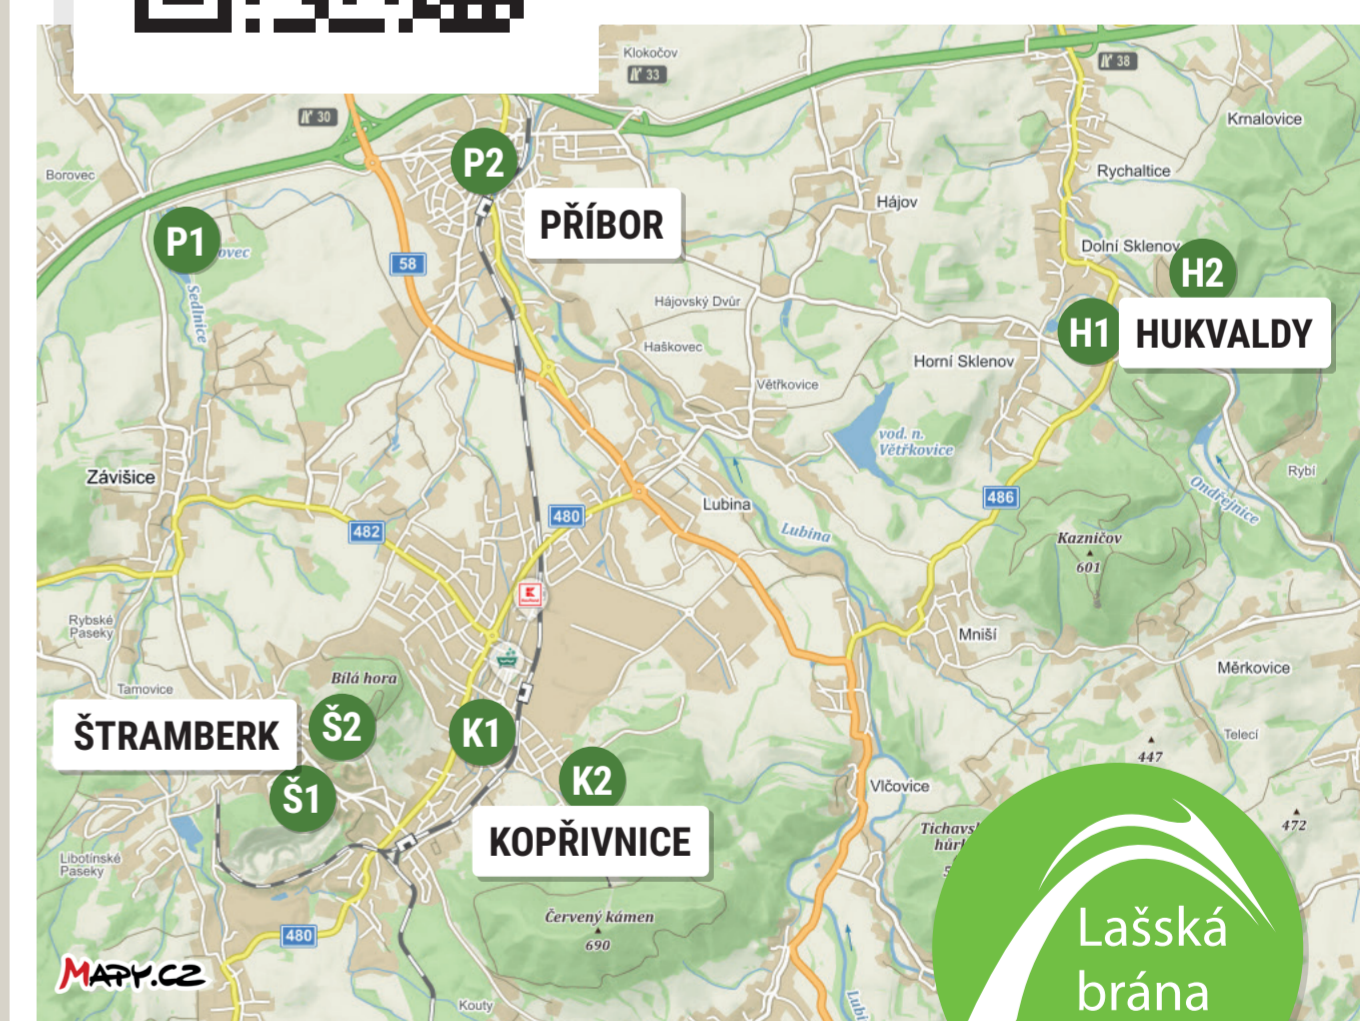 Klokočov
33
38
30
Krnalovice
P2
Borovec
Rychaltice
Hájov
PŘÍBOR
P1
ovec
58
Dolní Sklenov
H2
Sedlnice
Hájovský Dvůr
H1
HUKVALDY
Haškovec
Horní Sklenov
Větřkovice
vod. n.
Větřkovice
Závišice
Rybí
486
Ondřejnice
Lubina
480
482
Lubina
Kazničov
601
Rybské
Paseky
Mniší
Měrkovice
Bílá hora
Tamovice
ŠTRAMBERK
Š2
K1
Telecí
447
K2
Š1
Vlčovice
KOPŘIVNICE
472
Libotínské
Paseky
Červený kámen
690
Lašská
brána
480
MAPY.CZ
Kouty